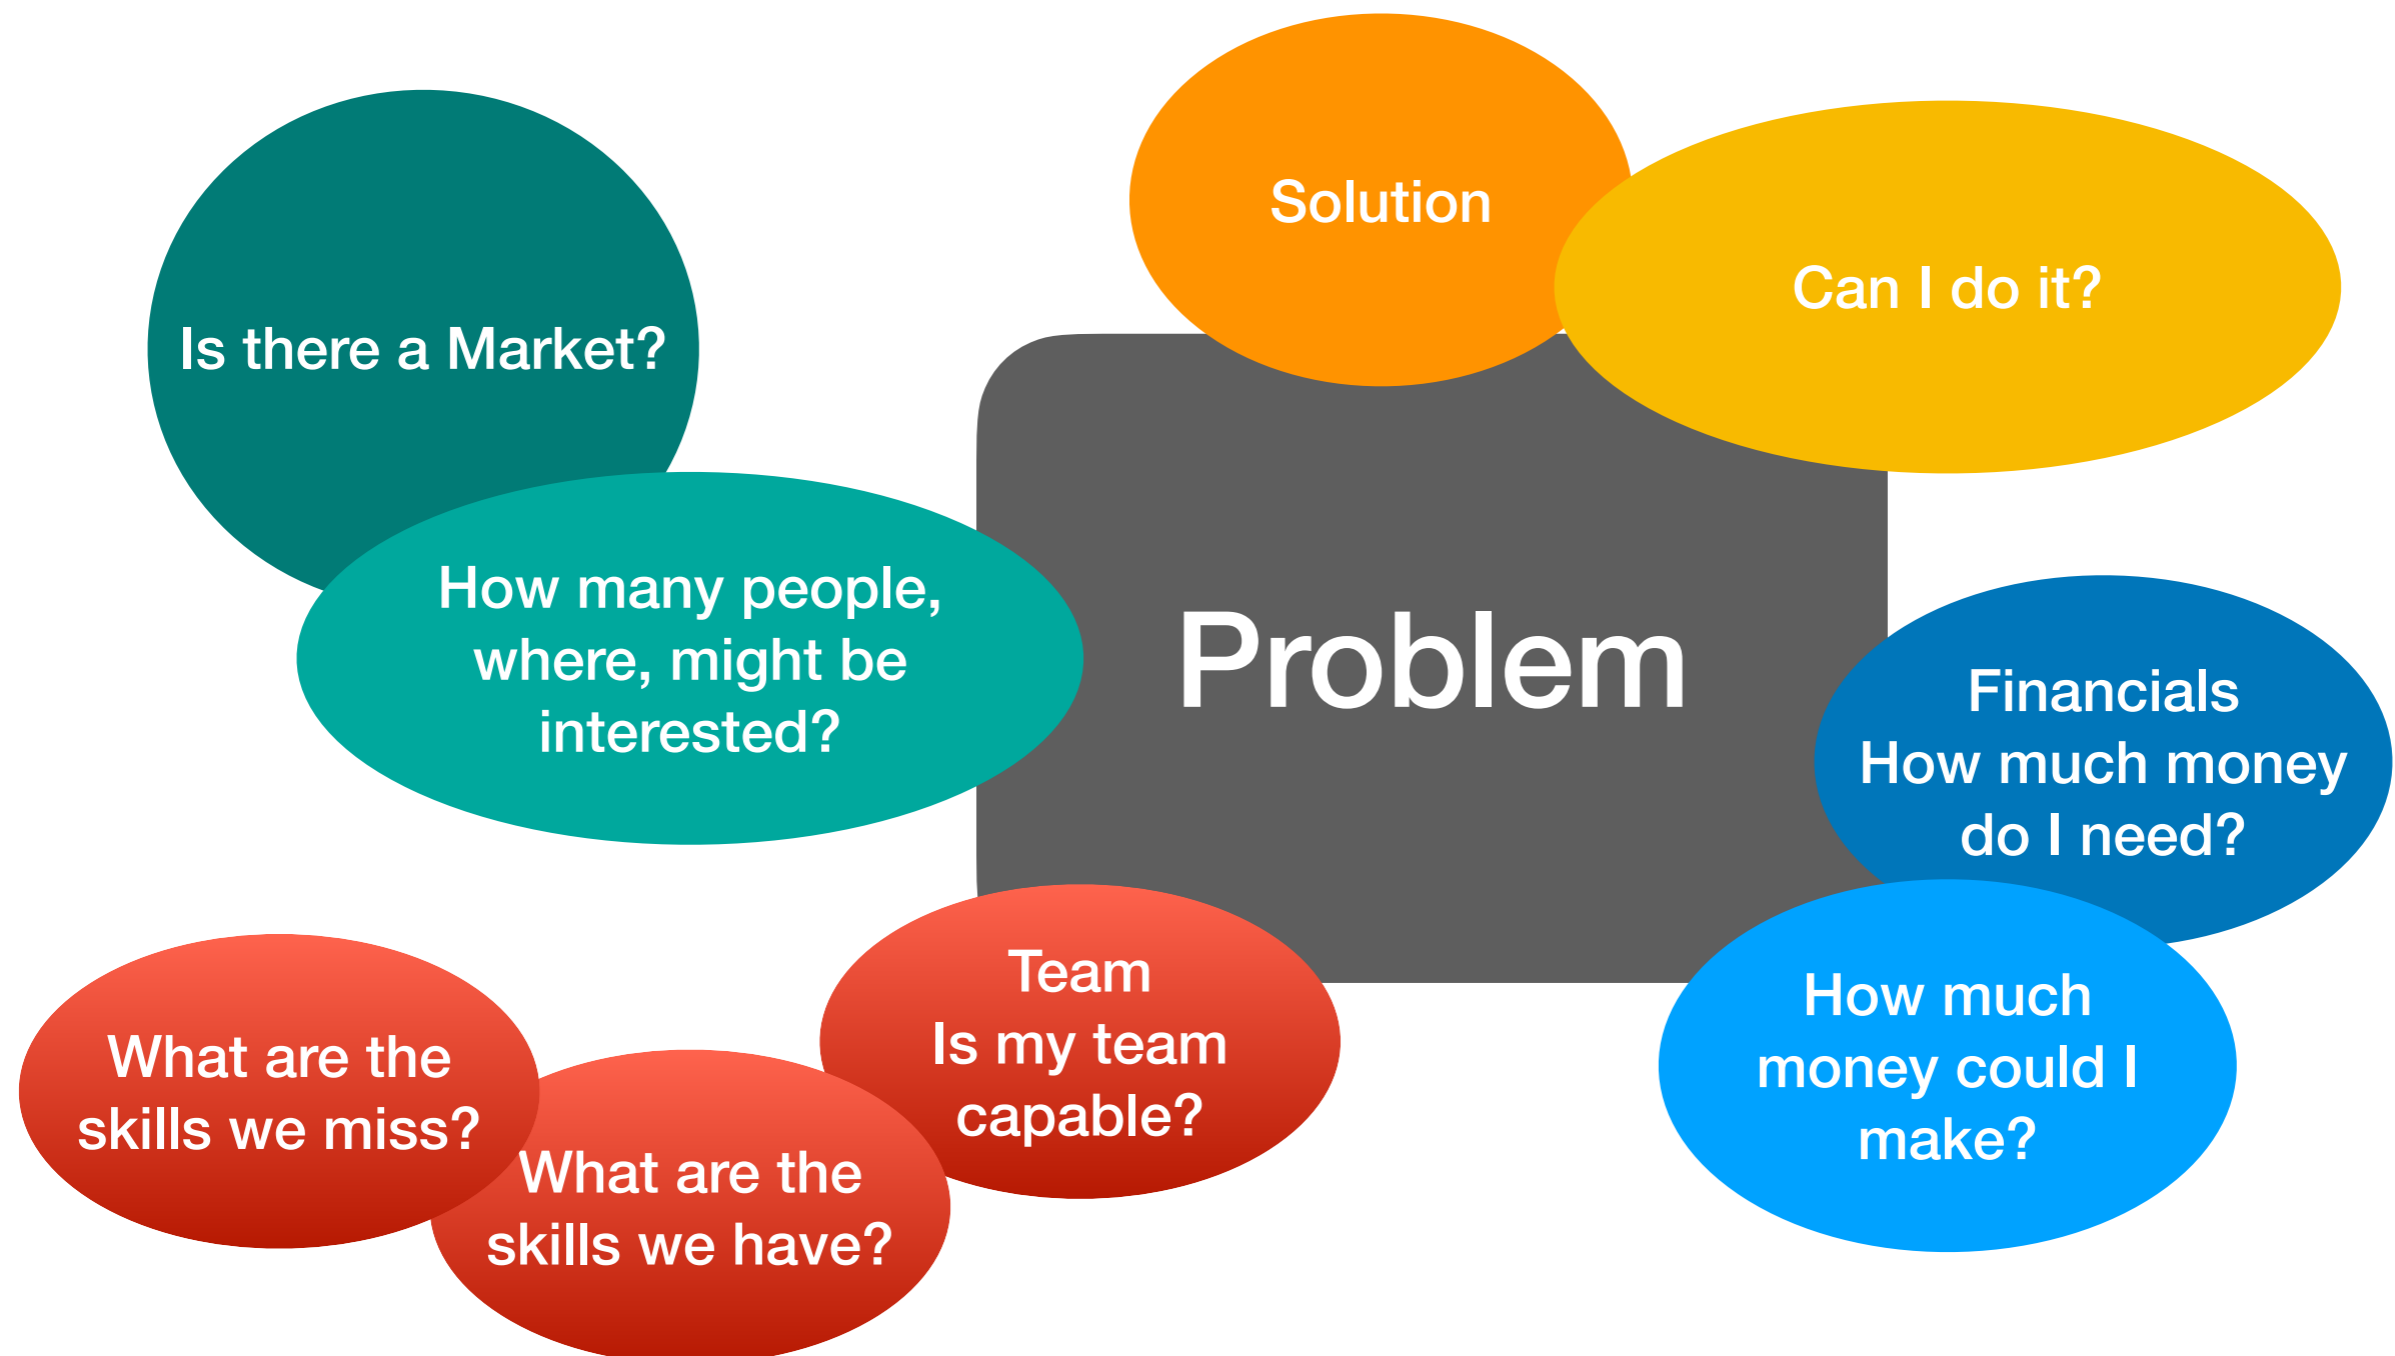 Solution
Can I do it?
Is there a Market?
How many people,
where, might be
interested?
Problem
Financials
How much money
do I need?
How much
money could I
make?
Team
Is my team
capable?
What are the
skills we have?
What are the
skills we miss?